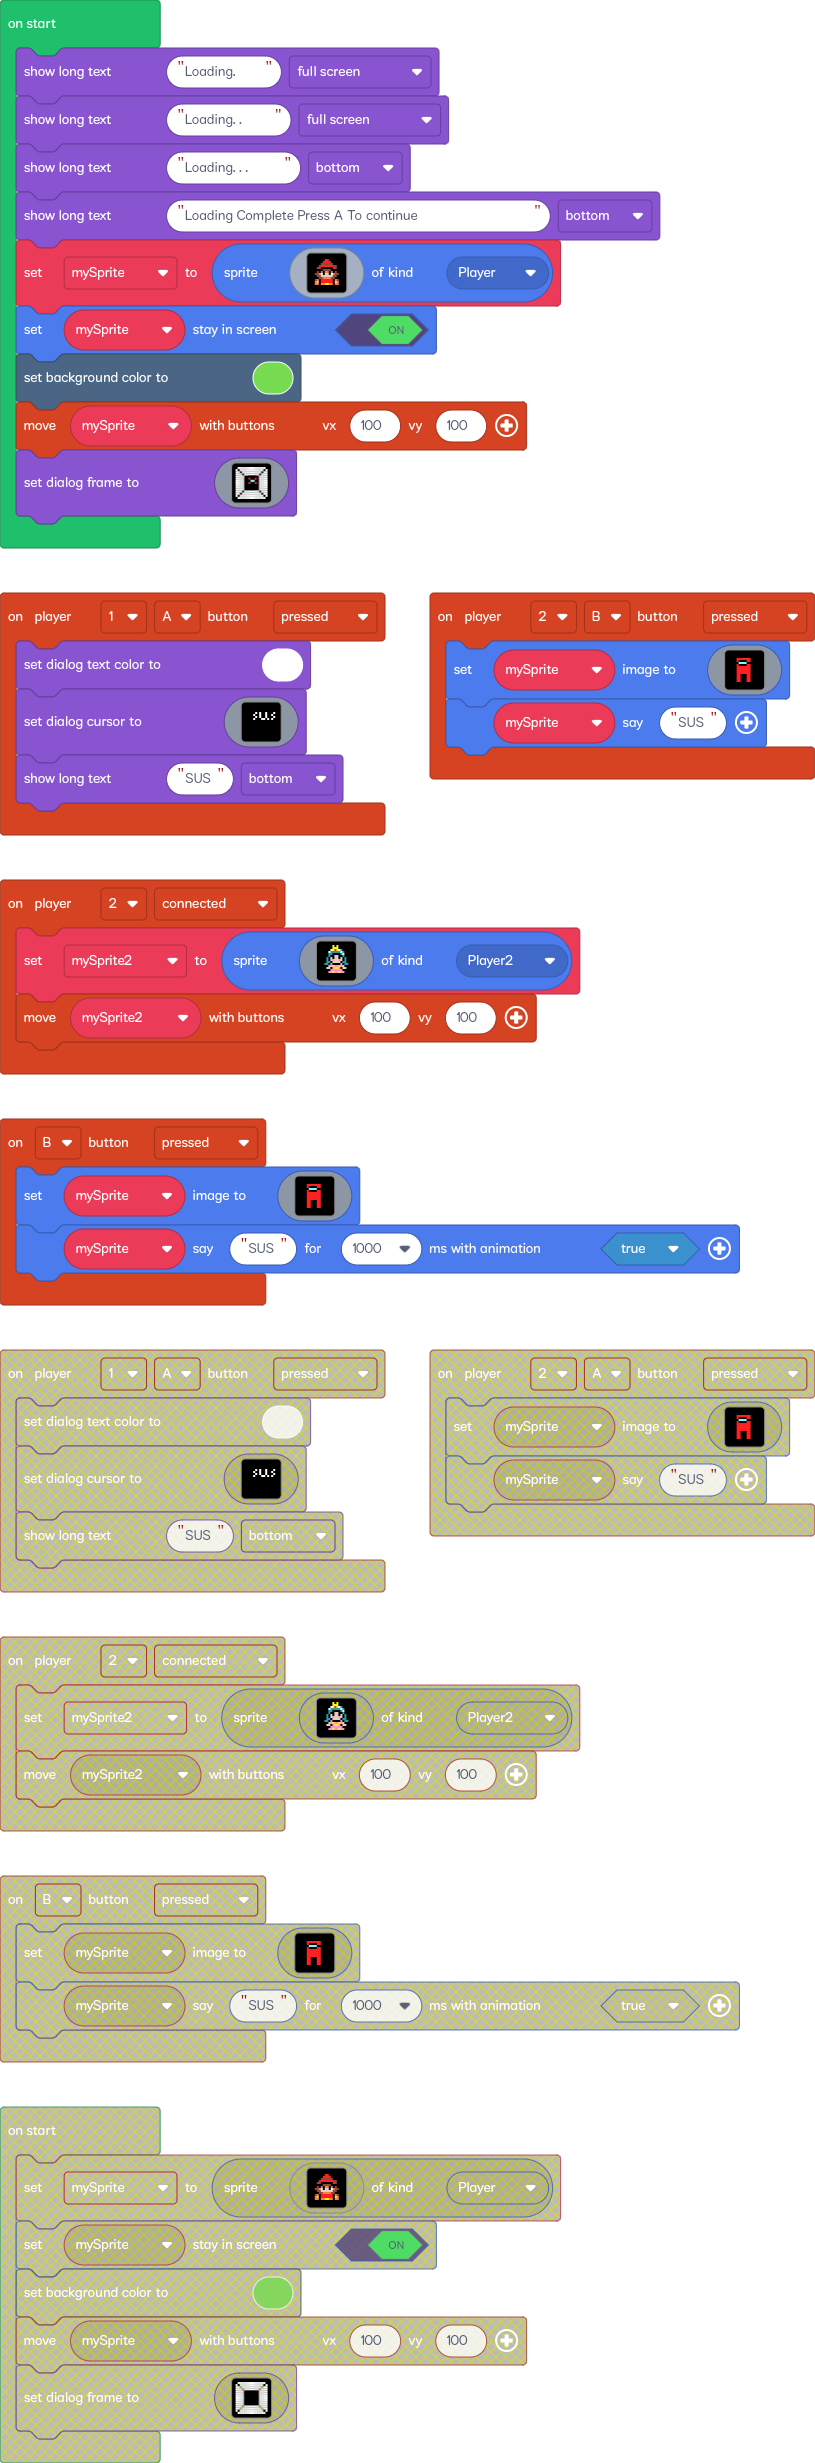 on start
show long text "Loading. " full screen
show long text "Loading. . " full screen
show long text "Loading. . . " bottom
show long text "Loading Complete Press A To continue " bottom
set mySprite to sprite of kind Player
set mySprite stay in screen ON
set background color to
move mySprite with buttons vx 100 vy 100
set dialog frame to
on player 1 A button pressed
set dialog text color to
set dialog cursor to sus
show long text "SUS " bottom
on player 2 B button pressed
set mySprite image to
mySprite say "SUS "
on player 2 connected
set mySprite2 to sprite of kind Player2
move mySprite2 with buttons vx 100 vy 100
on B button pressed
set mySprite image to
mySprite say "SUS " for 1000 ms with animation true
on player 1 A button pressed
set dialog text color to
set dialog cursor to sus
show long text "SUS " bottom
on player 2 A button pressed
set mySprite image to
mySprite say "SUS "
on player 2 connected
set mySprite2 to sprite of kind Player2
move mySprite2 with buttons vx 100 vy 100
on B button pressed
set mySprite image to
mySprite say "SUS " for 1000 ms with animation true
on start
set mySprite to sprite of kind Player
set mySprite stay in screen ON
set background color to
move mySprite with buttons vx 100 vy 100
set dialog frame to